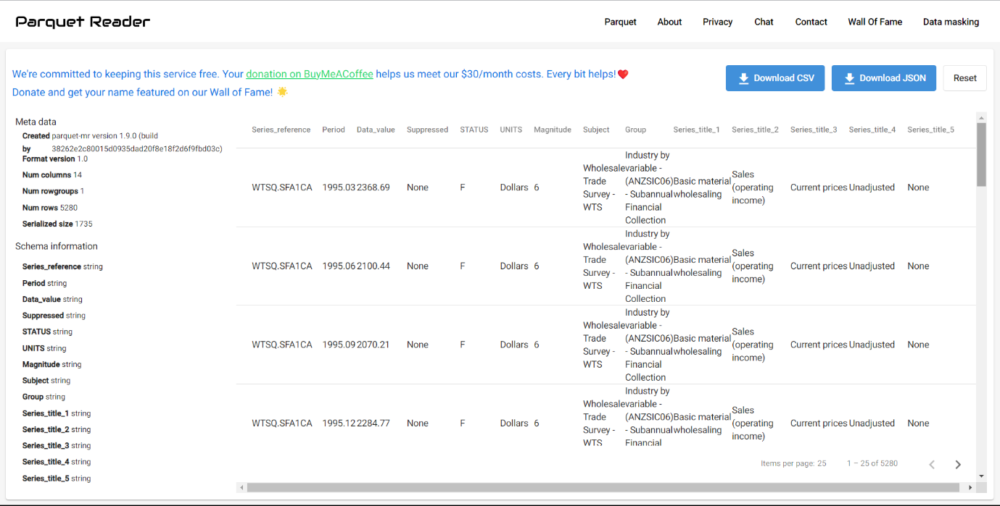 Parquet Reader
Parquet About Privacy Chat Contact Wall Of Fame Data masking
We're committed to keeping this service free. Your donation on BuyMeACoffee helps us meet our $30/month costs. Every bit helps!❤️
Donate and get your name featured on our Wall of Fame! 🌟
Download CSV Download JSON Reset
Meta data
Created by parquet-mr version 1.9.0 (build
38262e2c80015d0935dad20f8e18f2d6f9fbd03c)
Format version 1.0
Num columns 14
Num rowgroups 1
Num rows 5280
Serialized size 1735
Schema information
Series_reference string
Period string
Data_value string
Suppressed string
STATUS string
UNITS string
Magnitude string
Subject string
Group string
Series_title_1 string
Series_title_2 string
Series_title_3 string
Series_title_4 string
Series_title_5 string
Series_reference Period Data_value Suppressed STATUS UNITS Magnitude Subject Group Series_title_1 Series_title_2 Series_title_3 Series_title_4 Series_title_5
WTSQ.SFA1CA 1995.03 2368.69 None F Dollars 6
Wholesale
Trade
Survey -
WTS
Industry by
variable -
(ANZSIC06)
- Subannual
Financial
Collection
Basic material
wholesaling
Sales
(operating
income)
Current prices Unadjusted None
WTSQ.SFA1CA 1995.06 2100.44 None F Dollars 6
Wholesale
Trade
Survey -
WTS
Industry by
variable -
(ANZSIC06)
- Subannual
Financial
Collection
Basic material
wholesaling
Sales
(operating
income)
Current prices Unadjusted None
WTSQ.SFA1CA 1995.09 2070.21 None F Dollars 6
Wholesale
Trade
Survey -
WTS
Industry by
variable -
(ANZSIC06)
- Subannual
Financial
Collection
Basic material
wholesaling
Sales
(operating
income)
Current prices Unadjusted None
WTSQ.SFA1CA 1995.12 2284.77 None F Dollars 6
Wholesale
Trade
Survey -
WTS
Industry by
variable -
(ANZSIC06)
- Subannual
Financial
Basic material
wholesaling
Sales
(operating
income)
Current prices Unadjusted None
Items per page: 25 1 – 25 of 5280